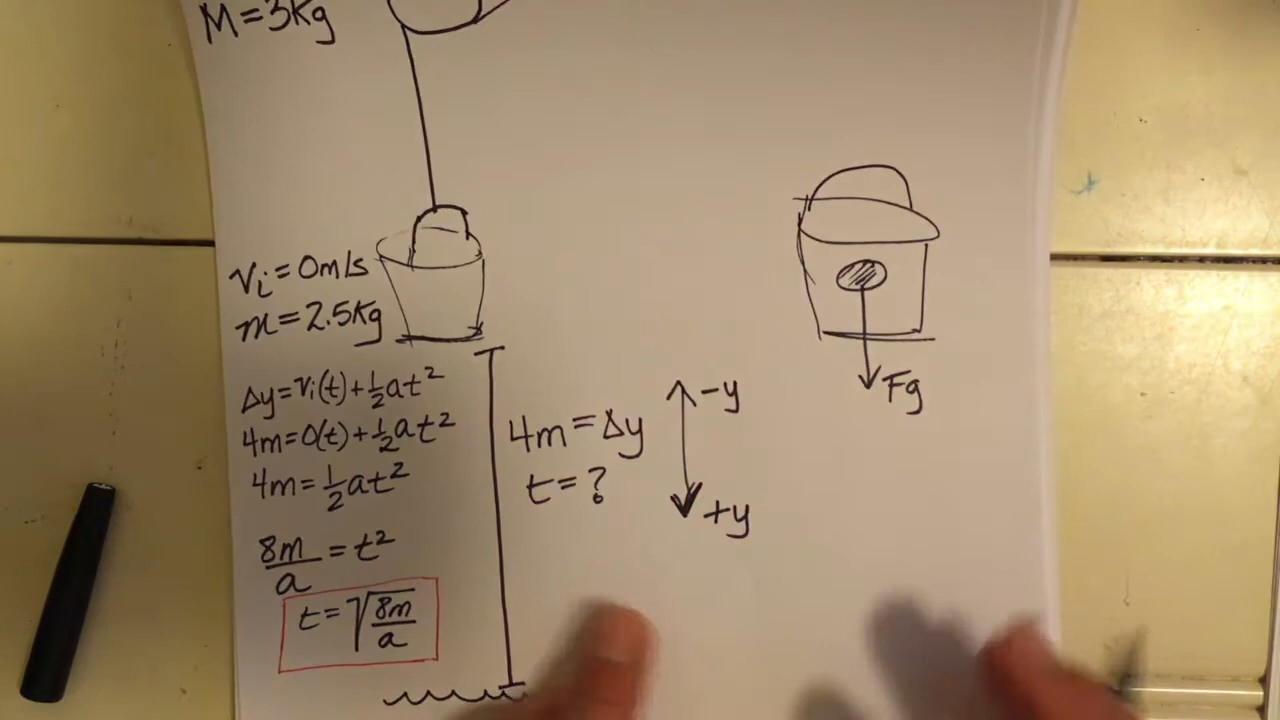 M=3Kg
Vi=0m/s
m=2.5Kg
Δy=Vi(t)+½at²
4m=0(t)+½at²
4m=½at²
8m/a=t²
t=√(8m/a)
4m=Δy
t=?
-y
+y
Fg